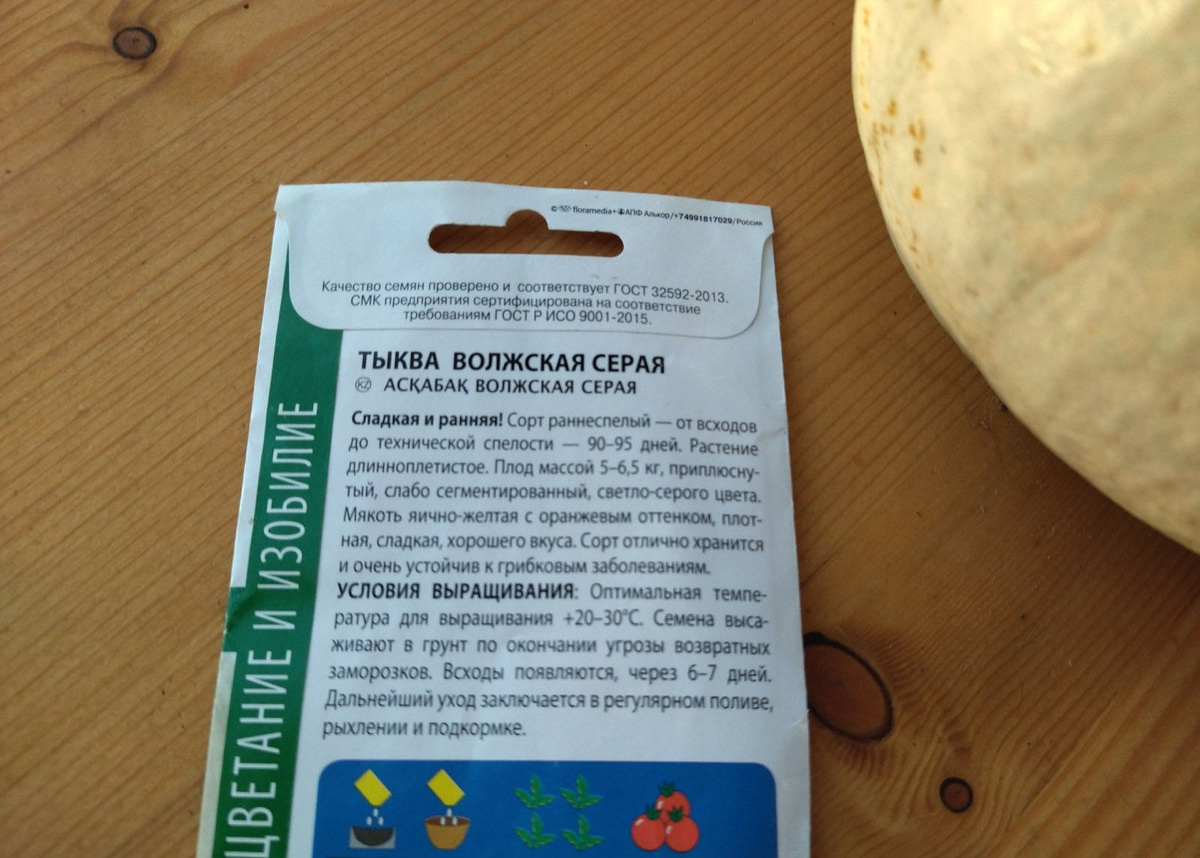 floramedia+АПФ Алькор/+74991817029/Россия
Качество семян проверено и соответствует ГОСТ 32592-2013.
СМК предприятия сертифицирована на соответствие
требованиям ГОСТ Р ИСО 9001-2015.
ТЫКВА ВОЛЖСКАЯ СЕРАЯ
KZ АСҚАБАҚ ВОЛЖСКАЯ СЕРАЯ
Сладкая и ранняя! Сорт раннеспелый — от всходов
до технической спелости — 90–95 дней. Растение
длинноплетистое. Плод массой 5–6,5 кг, приплюсну-
тый, слабо сегментированный, светло-серого цвета.
Мякоть яично-желтая с оранжевым оттенком, плот-
ная, сладкая, хорошего вкуса. Сорт отлично хранится
и очень устойчив к грибковым заболеваниям.
УСЛОВИЯ ВЫРАЩИВАНИЯ: Оптимальная темпе-
ратура для выращивания +20–30°С. Семена выса-
живают в грунт по окончании угрозы возвратных
заморозков. Всходы появляются, через 6–7 дней.
Дальнейший уход заключается в регулярном поливе,
рыхлении и подкормке.
ЦВЕТАНИЕ И ИЗОБИЛИЕ